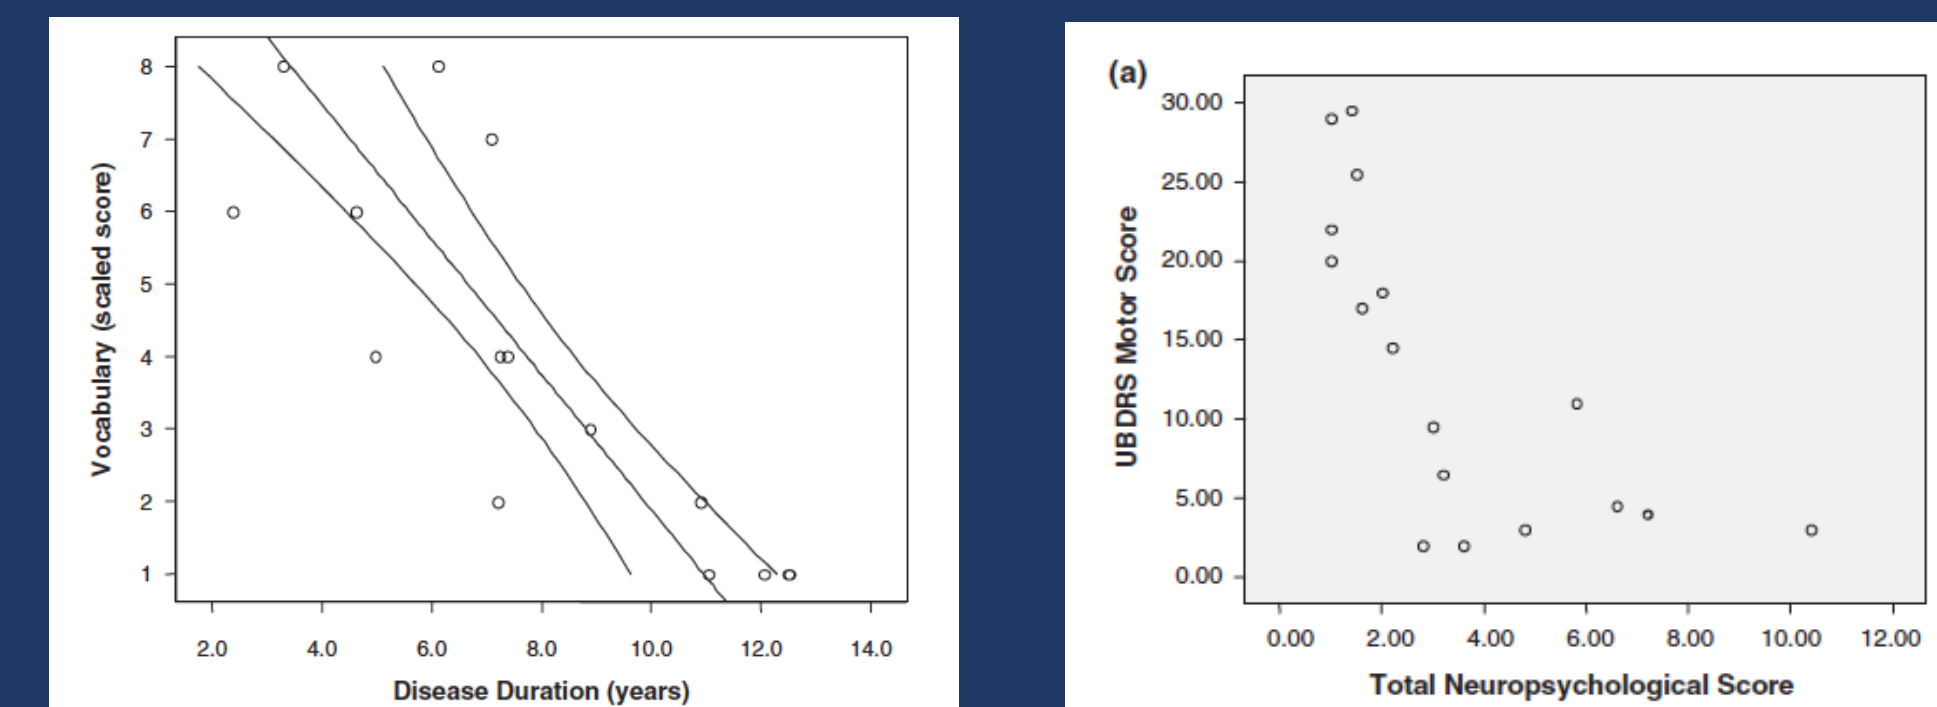 8
7
6
5
4
3
2
1
Vocabulary (scaled score)
2.0 4.0 6.0 8.0 10.0 12.0 14.0
Disease Duration (years)
(a)
30.00
25.00
20.00
15.00
10.00
5.00
0.00
UBDRS Motor Score
0.00 2.00 4.00 6.00 8.00 10.00 12.00
Total Neuropsychological Score